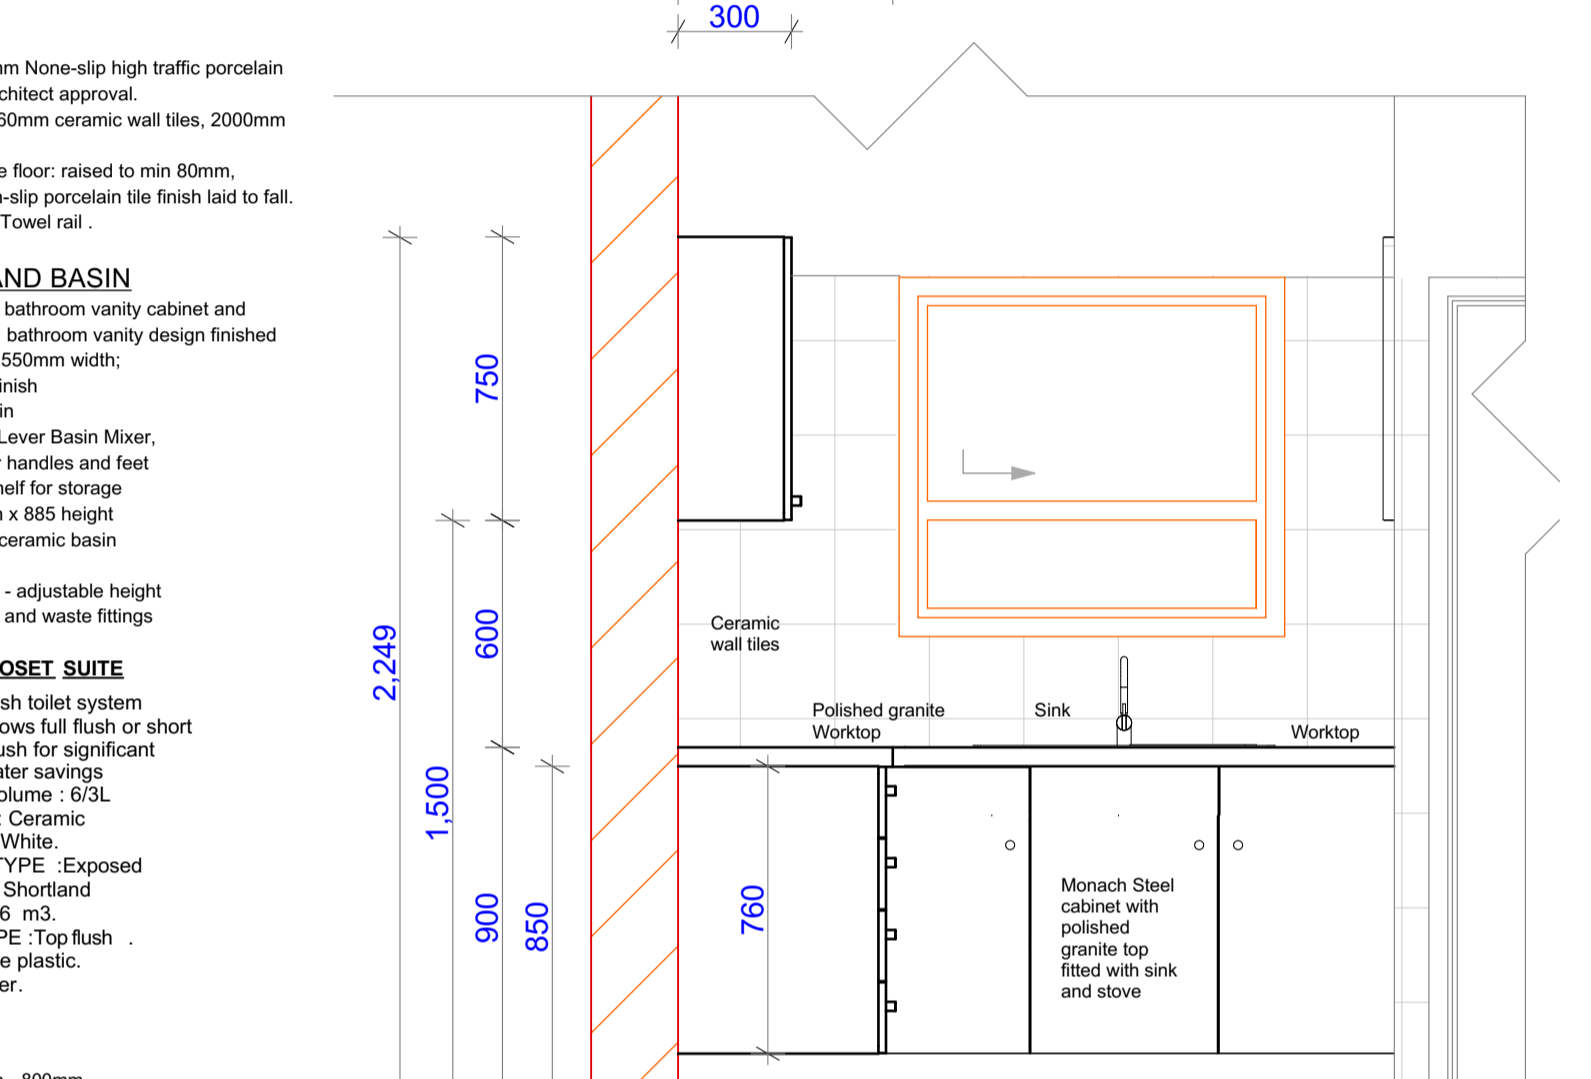 300
m None-slip high traffic porcelain
chitect approval.
60mm ceramic wall tiles, 2000mm
e floor: raised to min 80mm,
-slip porcelain tile finish laid to fall.
Towel rail .
AND BASIN
bathroom vanity cabinet and
bathroom vanity design finished
550mm width;
inish
in
Lever Basin Mixer,
r handles and feet
helf for storage
n x 885 height
ceramic basin
- adjustable height
and waste fittings
OSET SUITE
sh toilet system
ows full flush or short
ush for significant
ater savings
olume : 6/3L
: Ceramic
White.
TYPE :Exposed
Shortland
6 m3.
PE :Top flush .
e plastic.
er.
2,249
750
600
1,500
900
850
760
Ceramic
wall tiles
Polished granite
Worktop
Sink
Worktop
Monach Steel
cabinet with
polished
granite top
fitted with sink
and stove